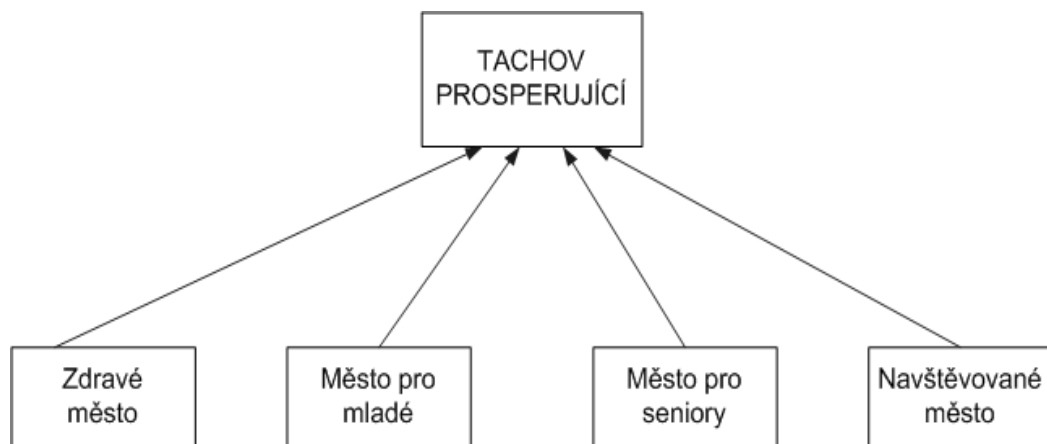 TACHOV
PROSPERUJÍCÍ
Zdravé
město
Město pro
mladé
Město pro
seniory
Navštěvované
město